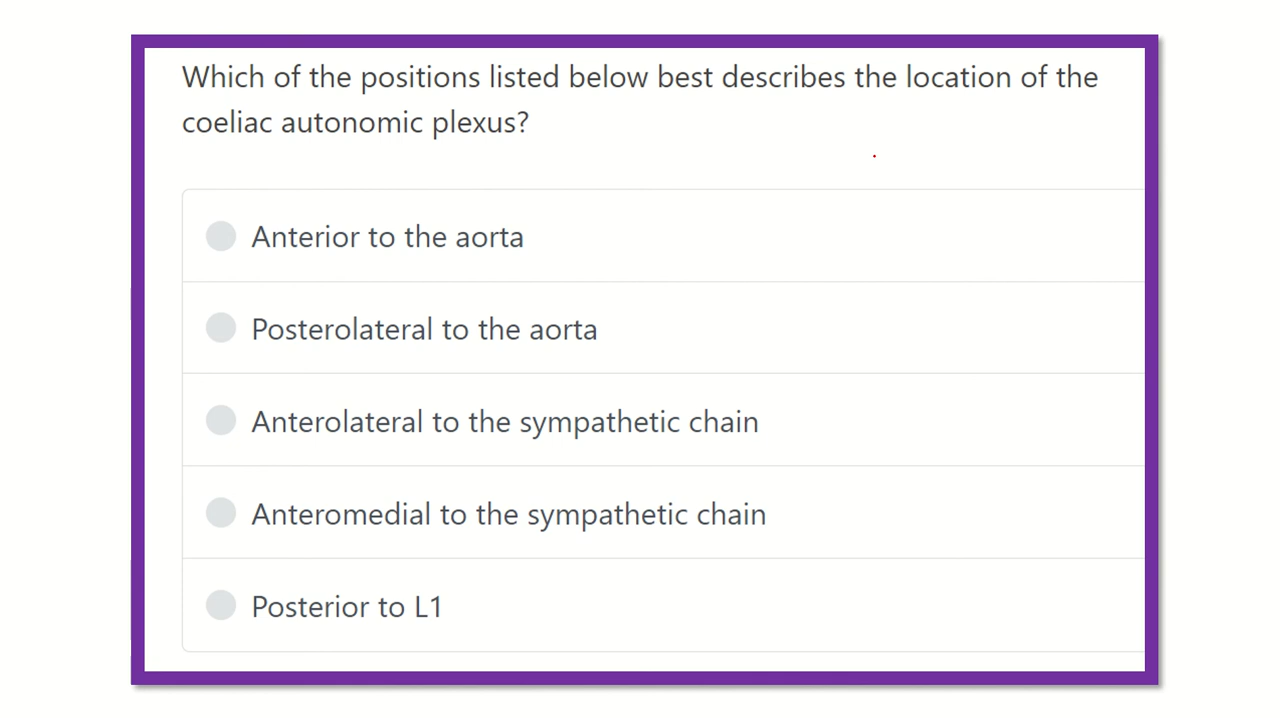 Which of the positions listed below best describes the location of the
coeliac autonomic plexus?
Anterior to the aorta
Posterolateral to the aorta
Anterolateral to the sympathetic chain
Anteromedial to the sympathetic chain
Posterior to L1